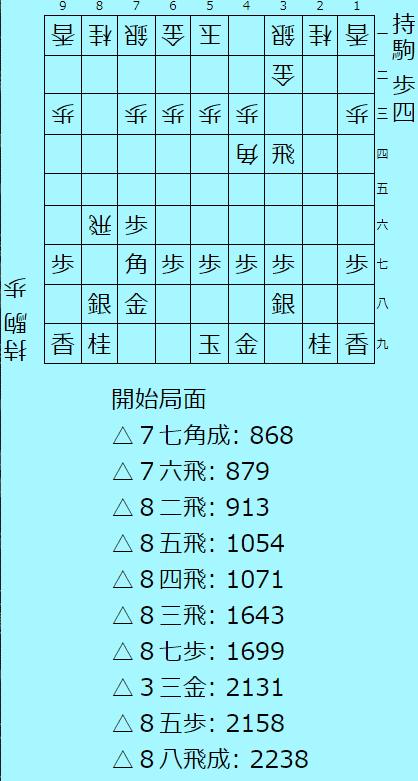 9 8 7 6 5 4 3 2 1
香 桂 銀 金 玉 銀 桂 香 一
金 二
歩 歩 歩 歩 歩 歩 三
角 飛 四
五
飛 歩 六
歩 角 歩 歩 歩 歩 歩 七
銀 金 銀 八
香 桂 玉 金 桂 香 九
持駒 歩四
持駒 歩
開始局面
△7七角成: 868
△7六飛: 879
△8二飛: 913
△8五飛: 1054
△8四飛: 1071
△8三飛: 1643
△8七歩: 1699
△3三金: 2131
△8五歩: 2158
△8八飛成: 2238